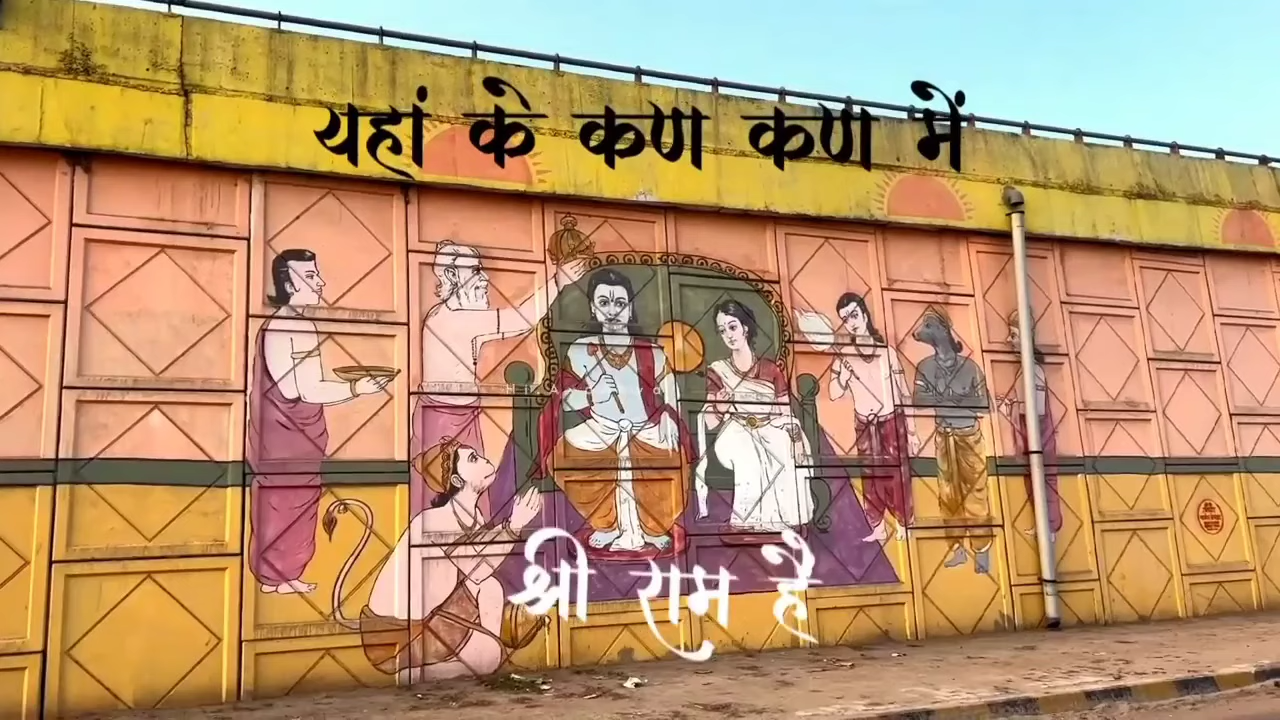 यहां के कण कण में
श्री राम है